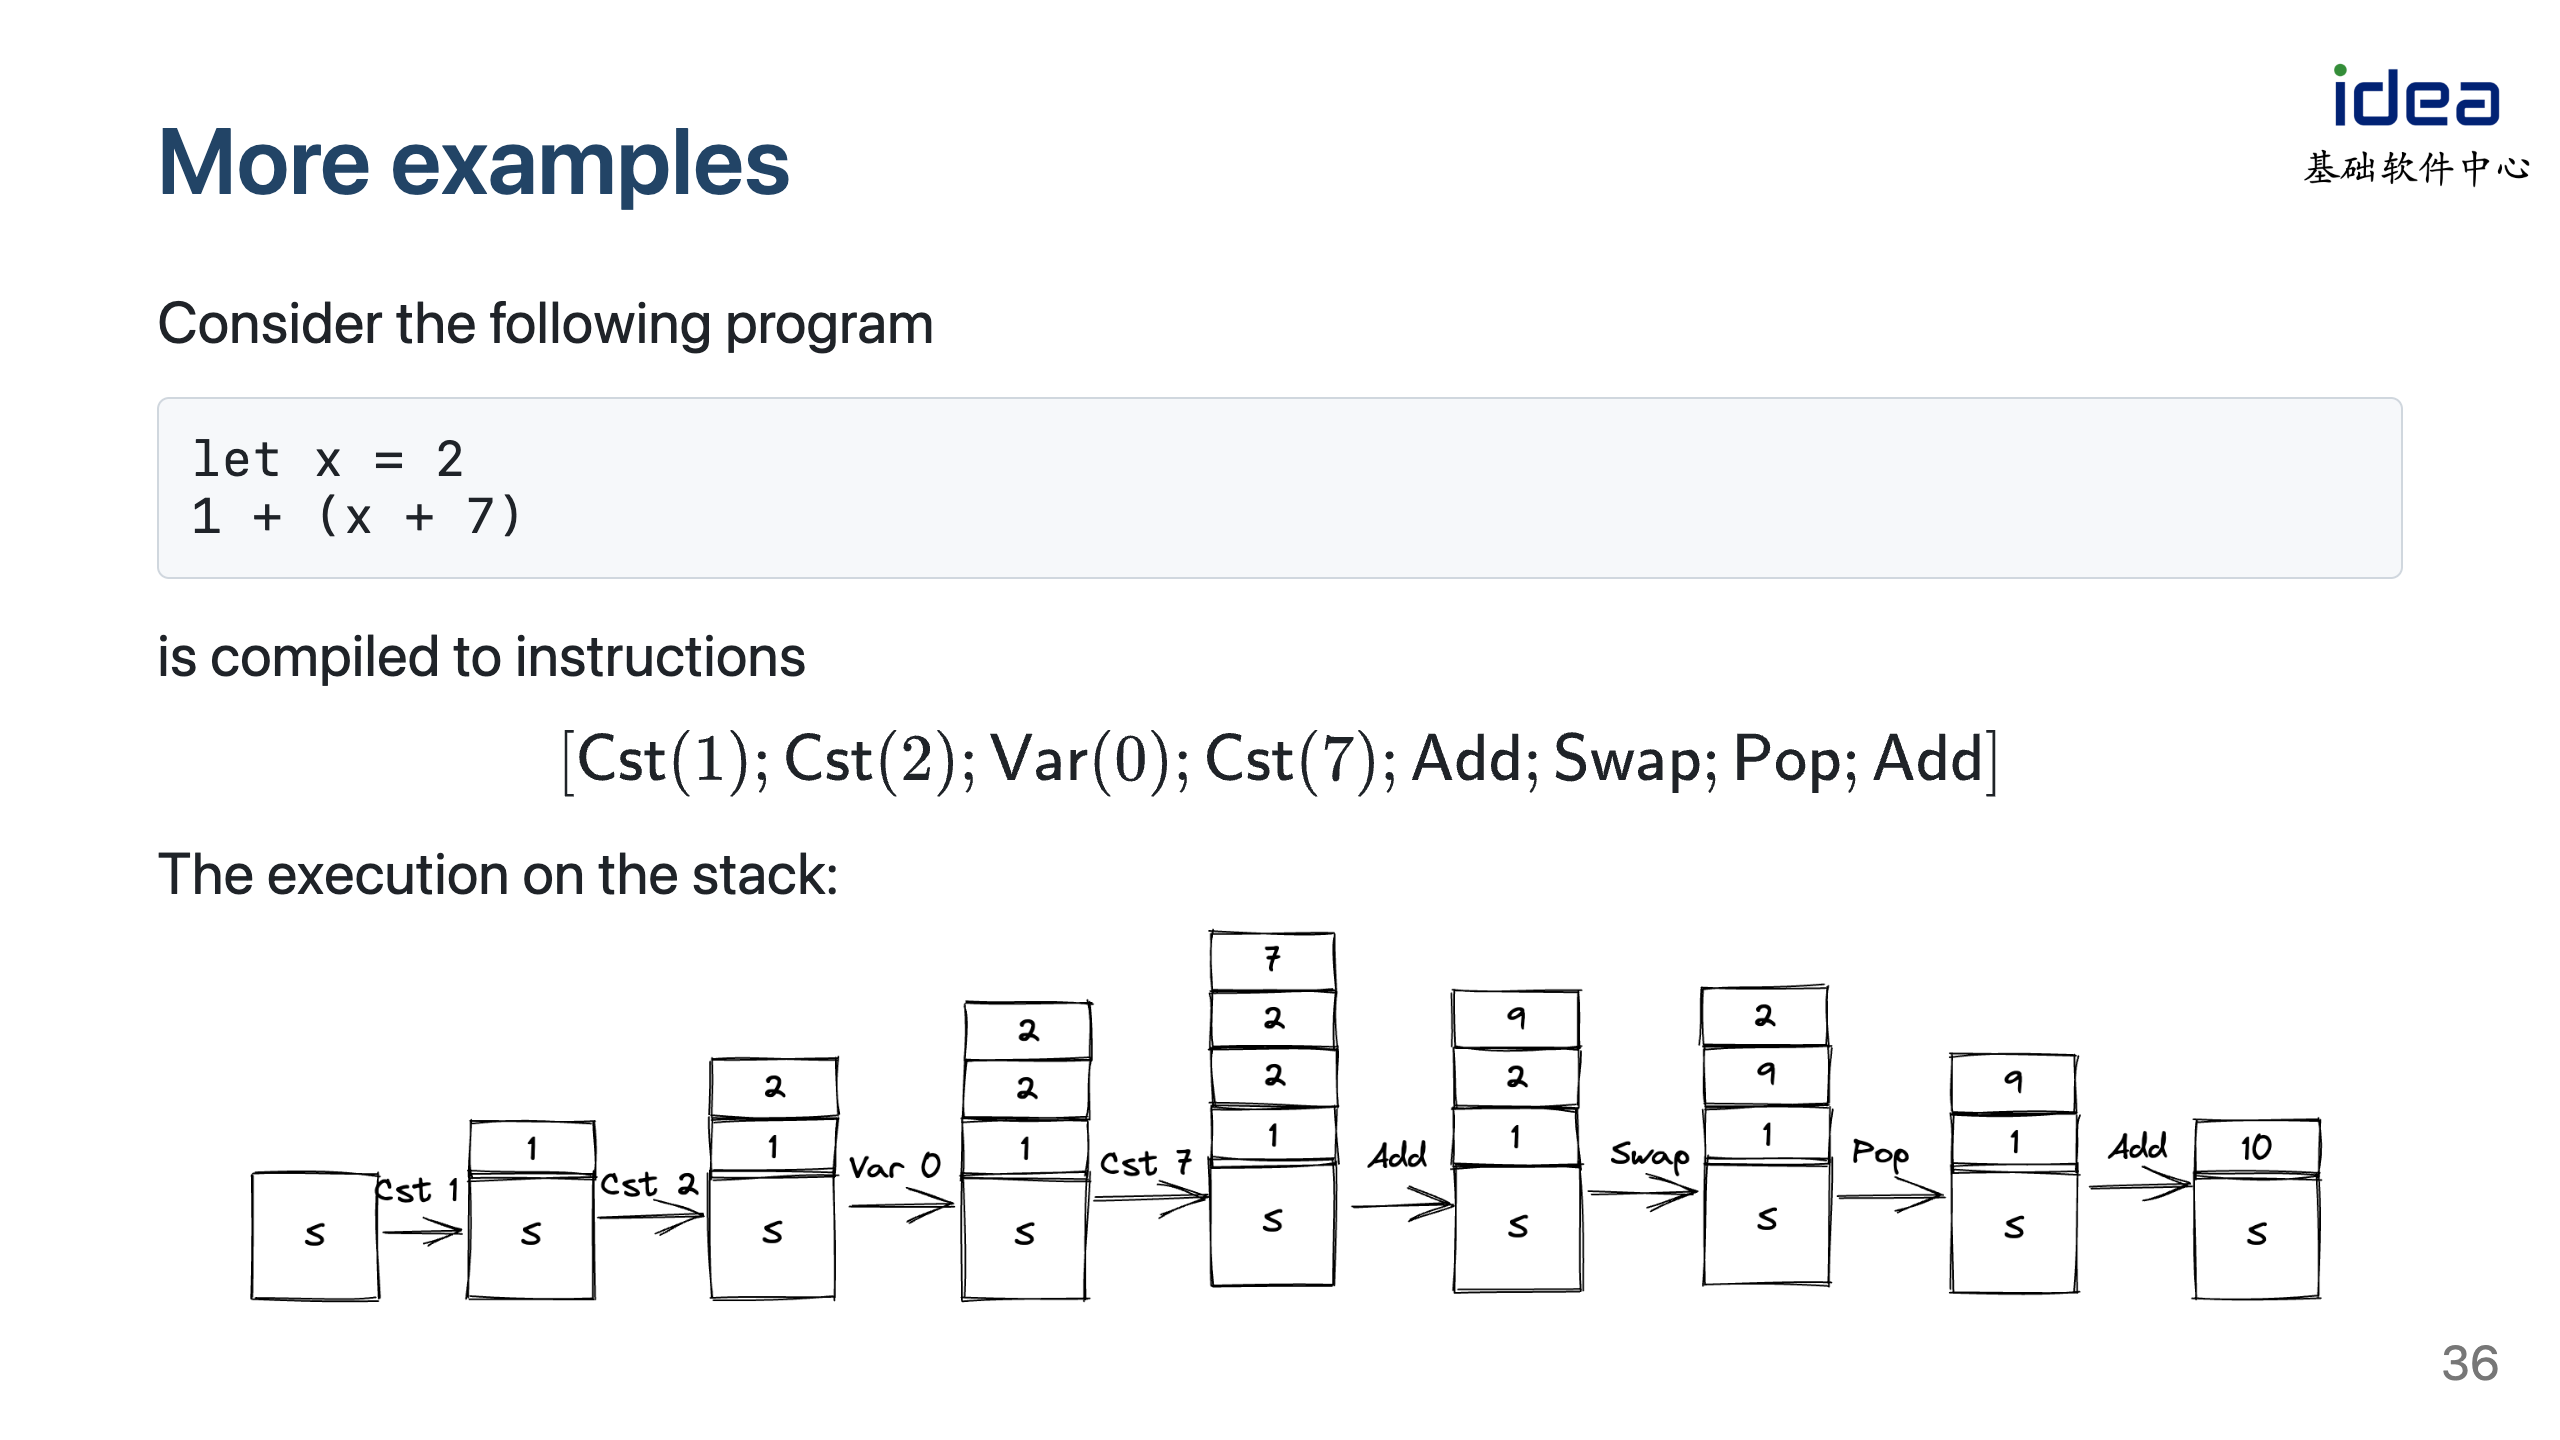 idea
基础软件中心
More examples
Consider the following program
let x = 2
1 + (x + 7)
is compiled to instructions
[Cst(1); Cst(2); Var(0); Cst(7); Add; Swap; Pop; Add]
The execution on the stack:
s
Cst 1
1
s
Cst 2
2
1
s
Var 0
2
2
1
s
Cst 7
7
2
2
1
s
Add
9
2
1
s
Swap
2
9
1
s
Pop
9
1
s
Add
10
s
36